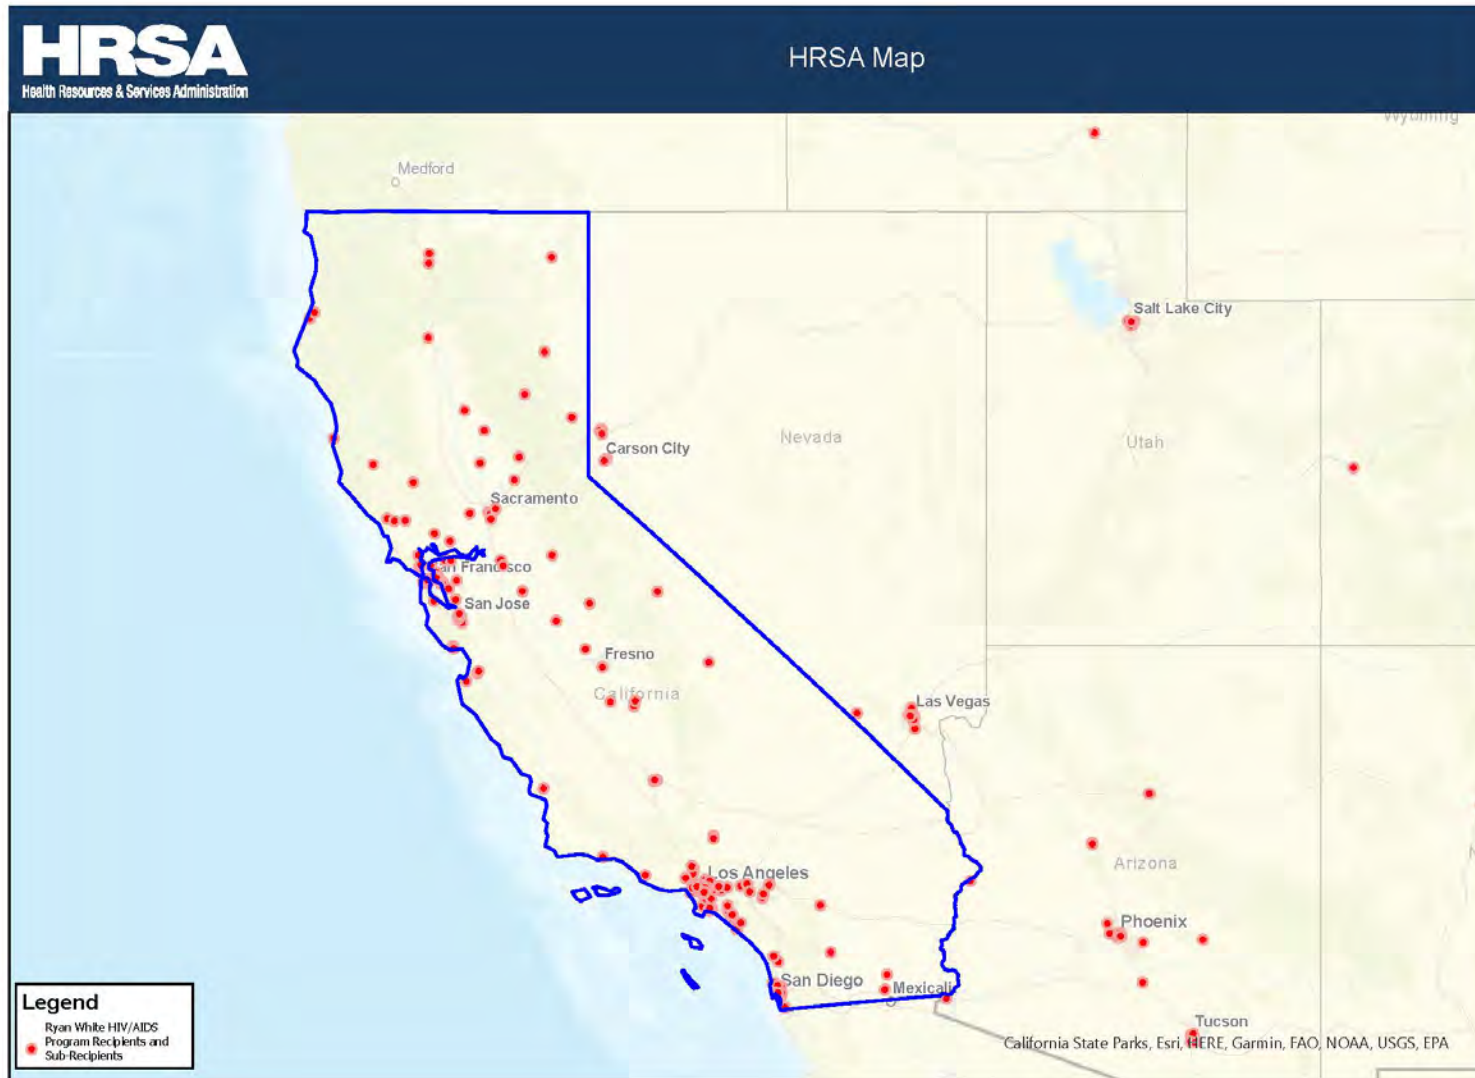 HRSA
Health Resources & Services Administration
HRSA Map
Wyoming
Medford
Salt Lake City
Nevada
Utah
Carson City
Sacramento
San Francisco
San Jose
Fresno
California
Las Vegas
Los Angeles
Arizona
Phoenix
San Diego
Mexicali
Tucson
Legend
Ryan White HIV/AIDS
Program Recipients and
Sub-Recipients
California State Parks, Esri, HERE, Garmin, FAO, NOAA, USGS, EPA